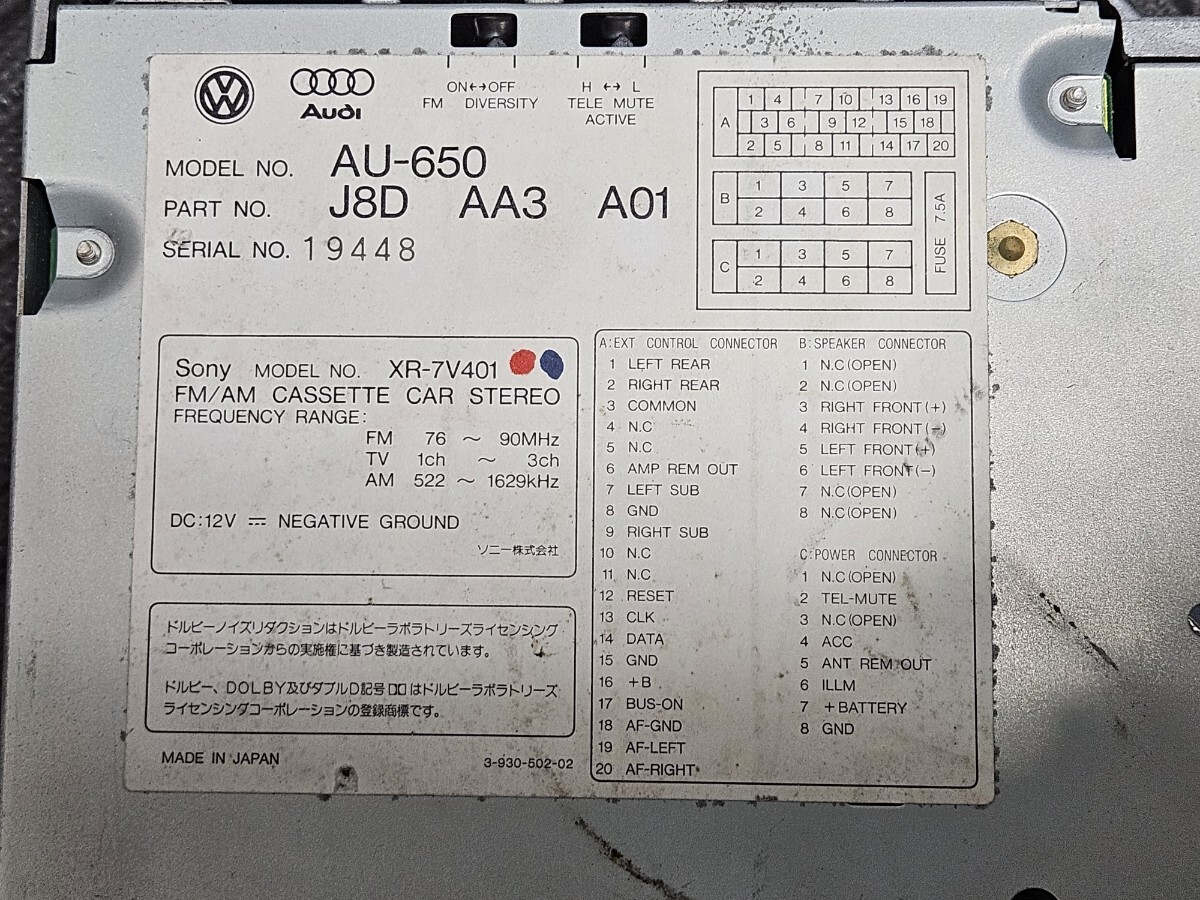 ON↔OFF
FM DIVERSITY
H ↔ L
TELE MUTE
ACTIVE
Audi
MODEL NO. AU-650
PART NO. J8D AA3 A01
SERIAL NO. 19448
A
1 4 7 10 13 16 19
3 6 9 12 15 18
2 5 8 11 14 17 20
B
1 3 5 7
2 4 6 8
C
1 3 5 7
2 4 6 8
FUSE 7.5A
Sony MODEL NO. XR-7V401
FM/AM CASSETTE CAR STEREO
FREQUENCY RANGE:
FM 76 ~ 90MHz
TV 1ch ~ 3ch
AM 522 ~ 1629kHz
DC:12V ⎓ NEGATIVE GROUND
ソニー株式会社
ドルビーノイズリダクションはドルビーラボラトリーズライセンシング
コーポレーションからの実施権に基づき製造されています。
ドルビー、DOLBY及びダブルD記号はドルビーラボラトリーズ
ライセンシングコーポレーションの登録商標です。
MADE IN JAPAN
3-930-502-02
A:EXT CONTROL CONNECTOR
1 LEFT REAR
2 RIGHT REAR
3 COMMON
4 N.C
5 N.C
6 AMP REM OUT
7 LEFT SUB
8 GND
9 RIGHT SUB
10 N.C
11 N.C
12 RESET
13 CLK
14 DATA
15 GND
16 +B
17 BUS-ON
18 AF-GND
19 AF-LEFT
20 AF-RIGHT
B:SPEAKER CONNECTOR
1 N.C(OPEN)
2 N.C(OPEN)
3 RIGHT FRONT(+)
4 RIGHT FRONT(-)
5 LEFT FRONT(+)
6 LEFT FRONT(-)
7 N.C(OPEN)
8 N.C(OPEN)
C:POWER CONNECTOR
1 N.C(OPEN)
2 TEL-MUTE
3 N.C(OPEN)
4 ACC
5 ANT REM OUT
6 ILLM
7 +BATTERY
8 GND